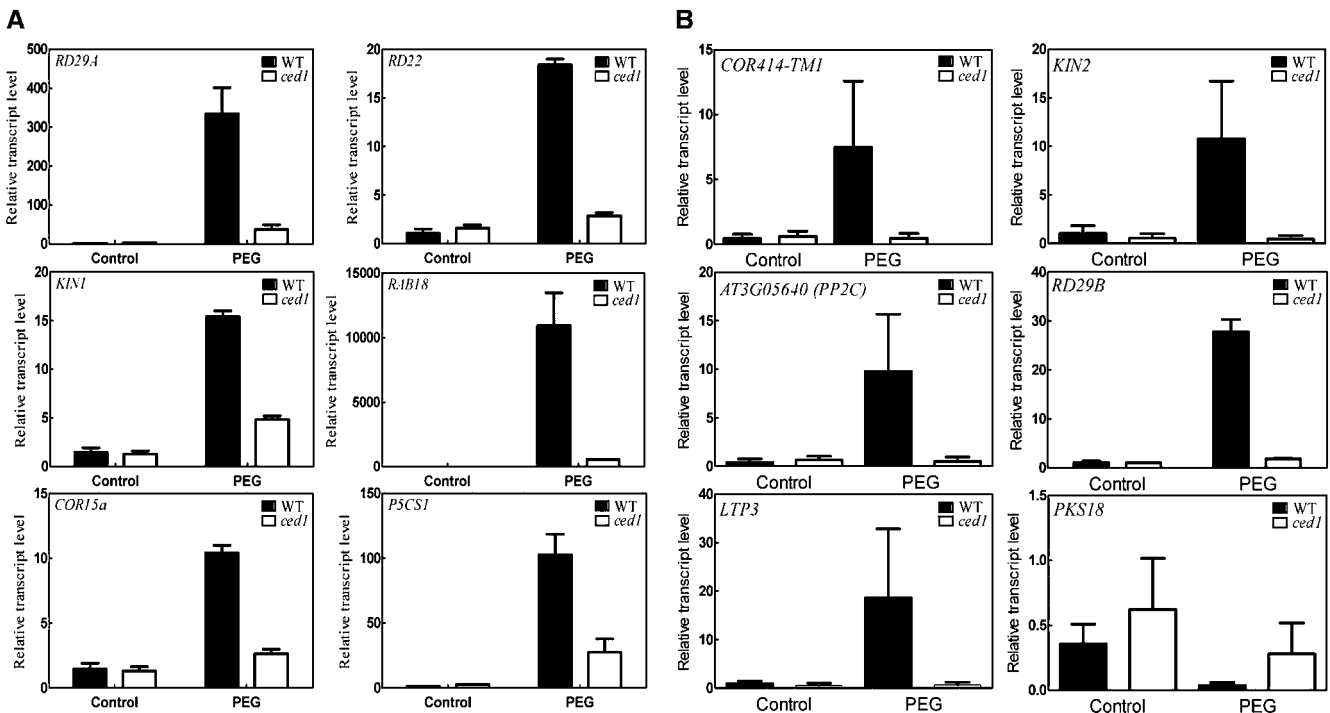 A
RD29A
WT
ced1
Relative transcript level
500
400
300
200
100
0
Control
PEG
RD22
WT
ced1
Relative transcript level
20
15
10
5
0
Control
PEG
KIN1
WT
ced1
Relative transcript level
20
15
10
5
0
Control
PEG
RAB18
WT
ced1
Relative transcript level
15000
10000
5000
0
Control
PEG
COR15a
WT
ced1
Relative transcript level
15
10
5
0
Control
PEG
P5CS1
WT
ced1
Relative transcript level
150
100
50
0
Control
PEG
B
COR414-TM1
WT
ced1
Relative transcript level
15
10
5
0
Control
PEG
KIN2
WT
ced1
Relative transcript level
20
15
10
5
0
Control
PEG
AT3G05640 (PP2C)
WT
ced1
Relative transcript level
20
15
10
5
0
Control
PEG
RD29B
WT
ced1
Relative transcript level
40
30
20
10
0
Control
PEG
LTP3
WT
ced1
Relative transcript level
40
30
20
10
0
Control
PEG
PKS18
WT
ced1
Relative transcript level
1.5
1.0
0.5
0.0
Control
PEG